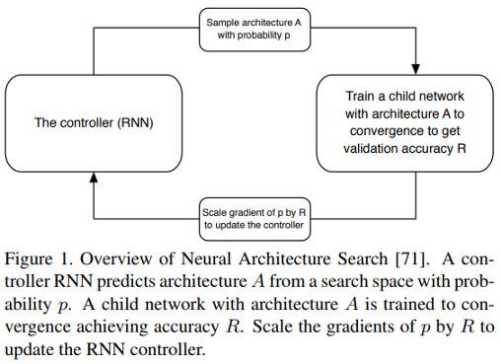 Sample architecture A
with probability p
The controller (RNN)
Train a child network
with architecture A to
convergence to get
validation accuracy R
Scale gradient of p by R
to update the controller
Figure 1. Overview of Neural Architecture Search [71]. A con-
troller RNN predicts architecture A from a search space with prob-
ability p. A child network with architecture A is trained to con-
vergence achieving accuracy R. Scale the gradients of p by R to
update the RNN controller.